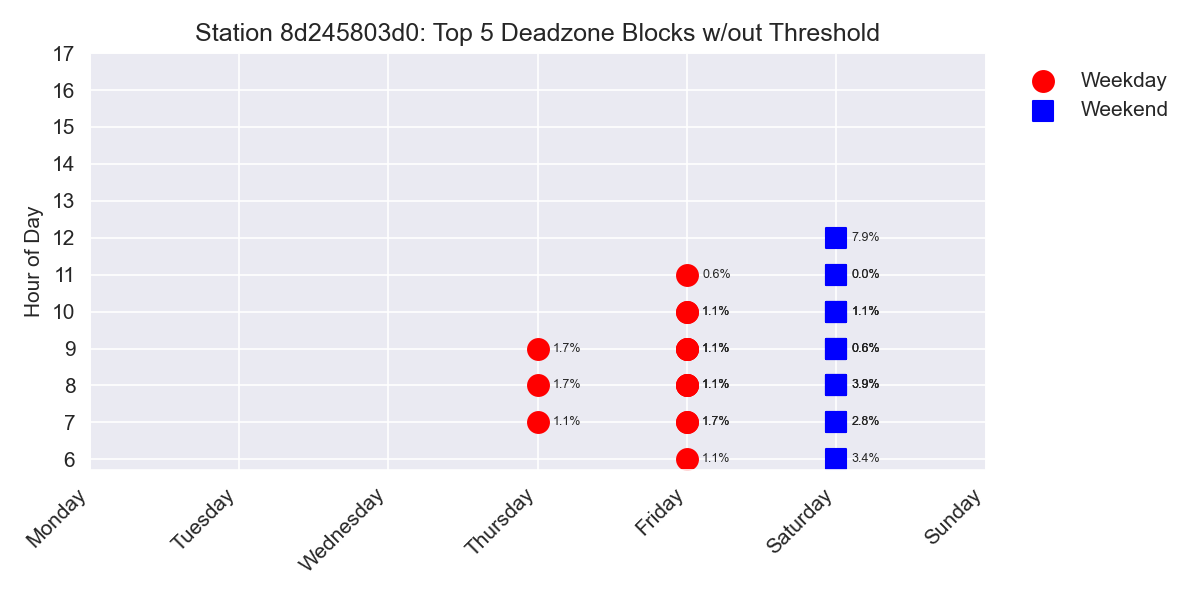 Station 8d245803d0: Top 5 Deadzone Blocks w/out Threshold
Weekday
Weekend
Hour of Day
17
16
15
14
13
12
11
10
9
8
7
6
7.9%
0.6%
0.0%
1.1%
1.1%
1.7%
1.1%
0.6%
1.7%
1.1%
3.9%
1.1%
1.7%
2.8%
1.1%
3.4%
Monday
Tuesday
Wednesday
Thursday
Friday
Saturday
Sunday